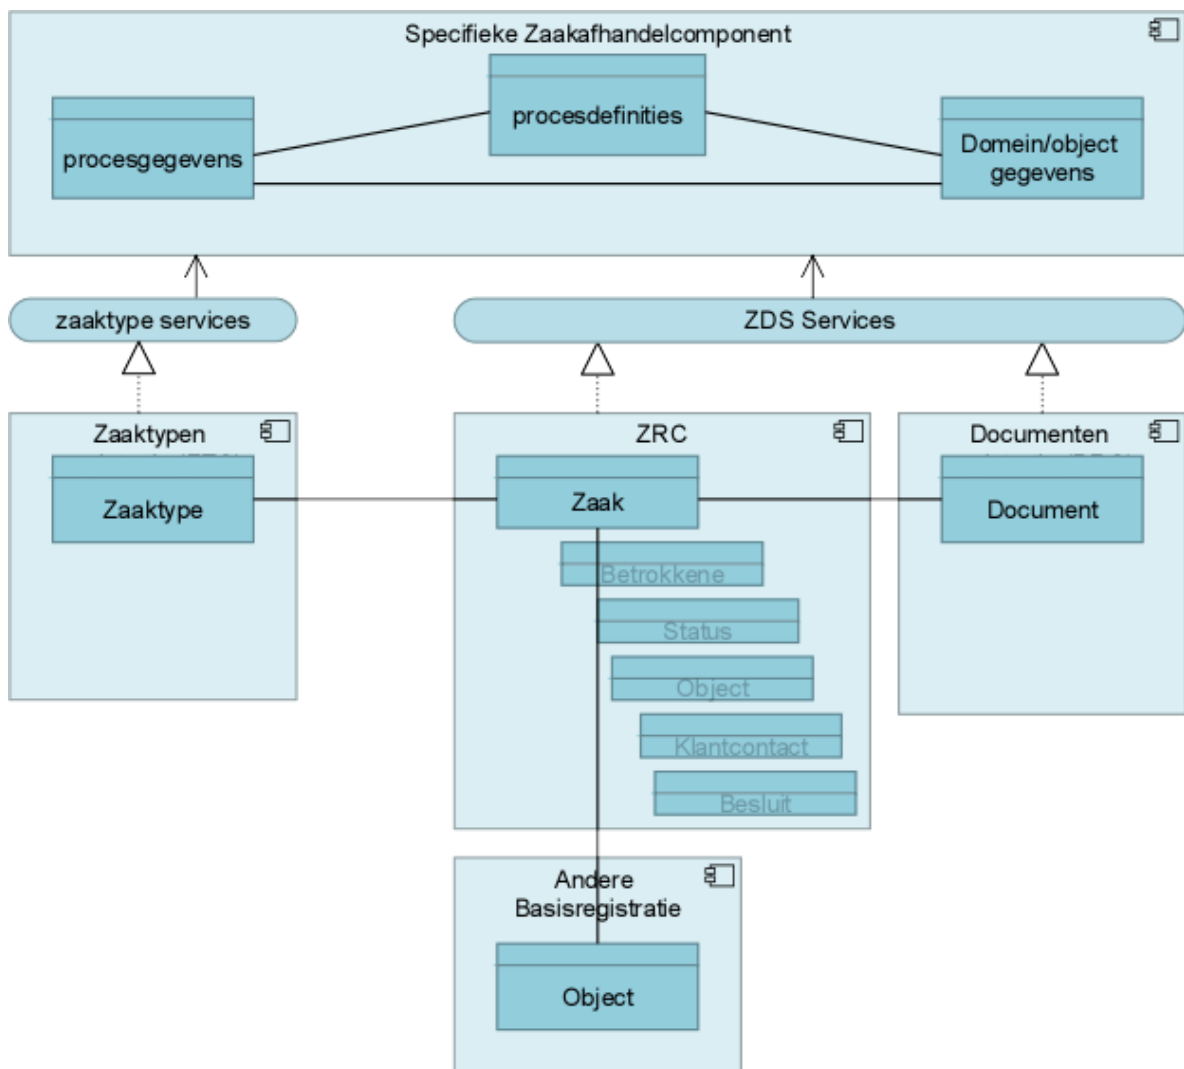 Specifieke Zaakafhandelcomponent
procesdefinities
procesgegevens
Domein/object
gegevens
zaaktype services
ZDS Services
Zaaktypen
ZRC
Documenten
Zaaktype
Zaak
Document
Betrokkene
Status
Object
Klantcontact
Besluit
Andere
Basisregistratie
Object